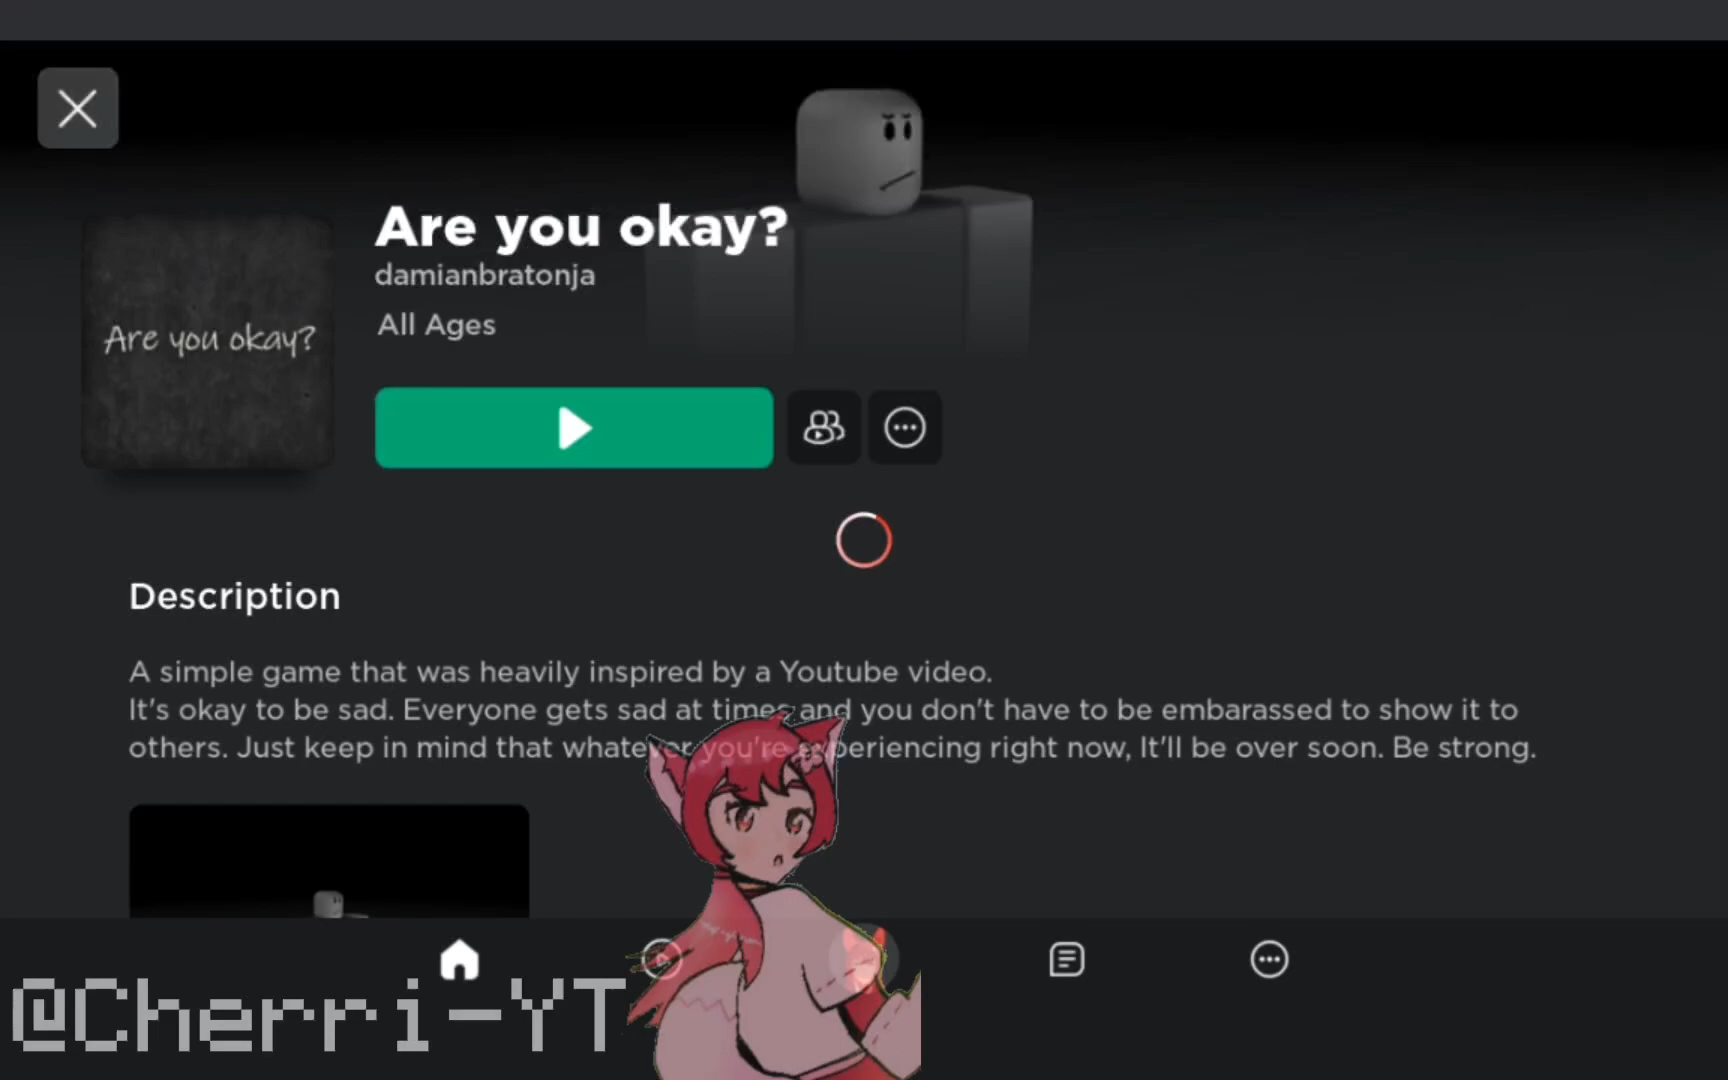 Are you okay?
damianbratonja
All Ages
Are you okay?
Description
A simple game that was heavily inspired by a Youtube video.
It's okay to be sad. Everyone gets sad at times and you don't have to be embarassed to show it to
others. Just keep in mind that whatever you're experiencing right now, It'll be over soon. Be strong.
@Cherri-YT